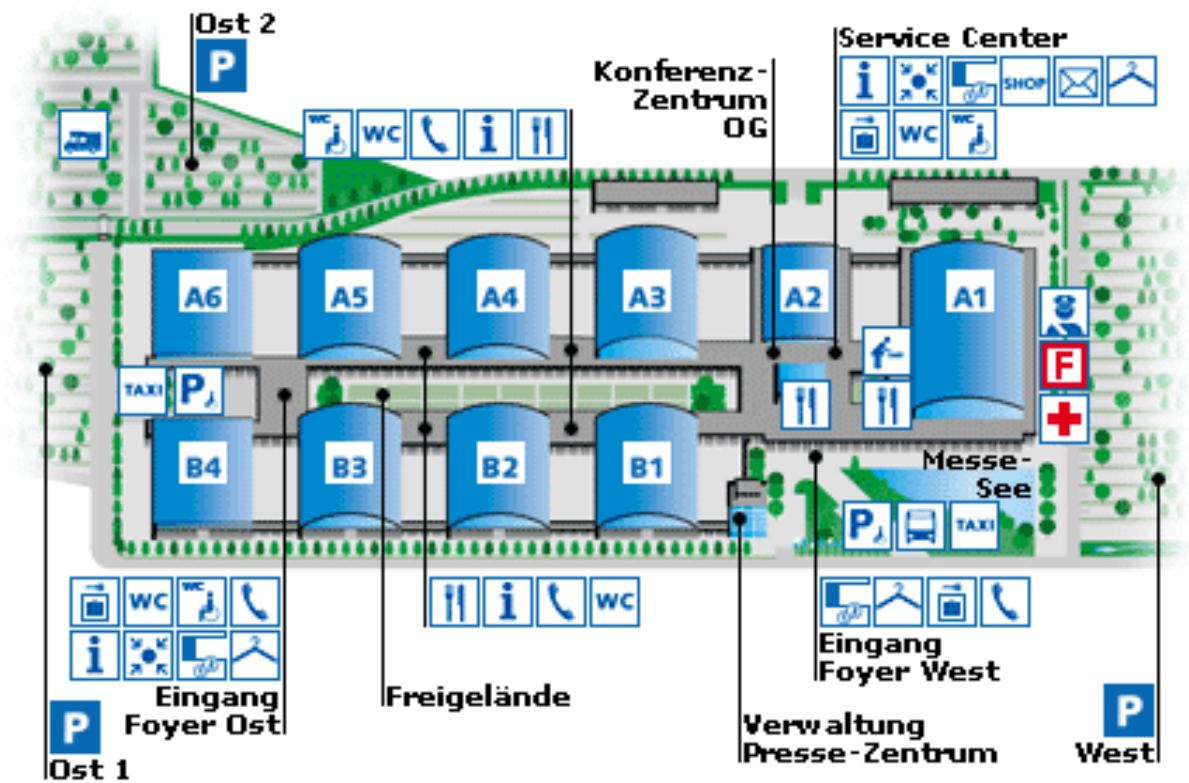 Ost 2
P
Service Center
Konferenz-
Zentrum
OG
i SHOP
WC
WC
WC WC i
A6 A5 A4 A3 A2 A1
TAXI P
F
B4 B3 B2 B1
Messe-
See
P TAXI
WC WC
i WC
i
Eingang
Foyer West
Eingang
Foyer Ost
Freigelände
P
Ost 1
Verwaltung
Presse-Zentrum
P
West